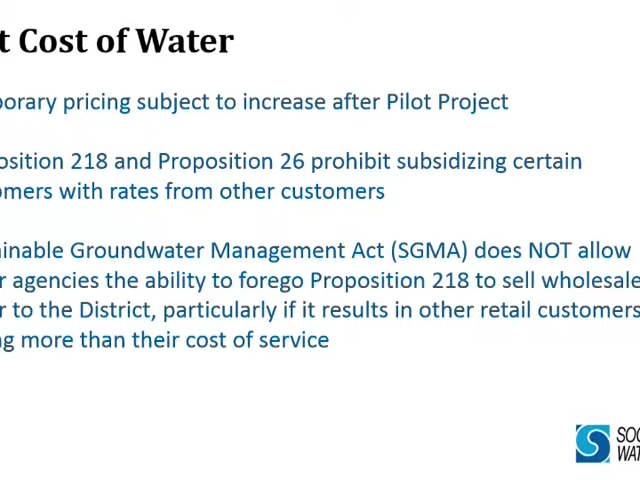 t Cost of Water
porary pricing subject to increase after Pilot Project
osition 218 and Proposition 26 prohibit subsidizing certain
omers with rates from other customers
ainable Groundwater Management Act (SGMA) does NOT allow
r agencies the ability to forego Proposition 218 to sell wholesale
r to the District, particularly if it results in other retail customers
ng more than their cost of service
SOC
WAT